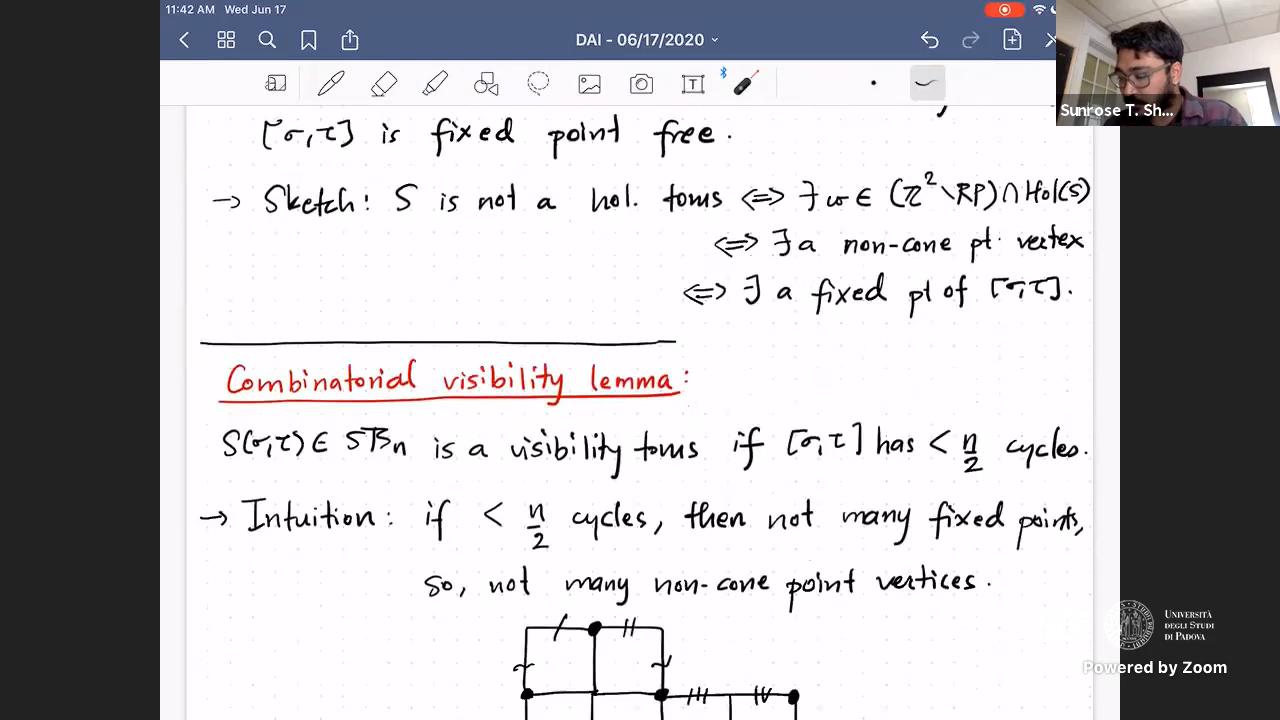 11:42 AM Wed Jun 17
DAI - 06/17/2020
Sunrose T. Sh...
[σ,τ] is fixed point free.
→ Sketch: S is not a hol. torus ⟺ ∃ w ∈ (ℤ² \ RP) ∩ Hol(S)
⟺ ∃ a non-cone pt. vertex
⟺ ∃ a fixed pt of [σ,τ].
Combinatorial visibility lemma:
S(σ,τ) ∈ STSn is a visibility torus if [σ,τ] has < n/2 cycles.
→ Intuition: if < n/2 cycles, then not many fixed points,
so, not many non-cone point vertices.
UNIVERSITÀ
DEGLI STUDI
DI PADOVA
Powered by Zoom